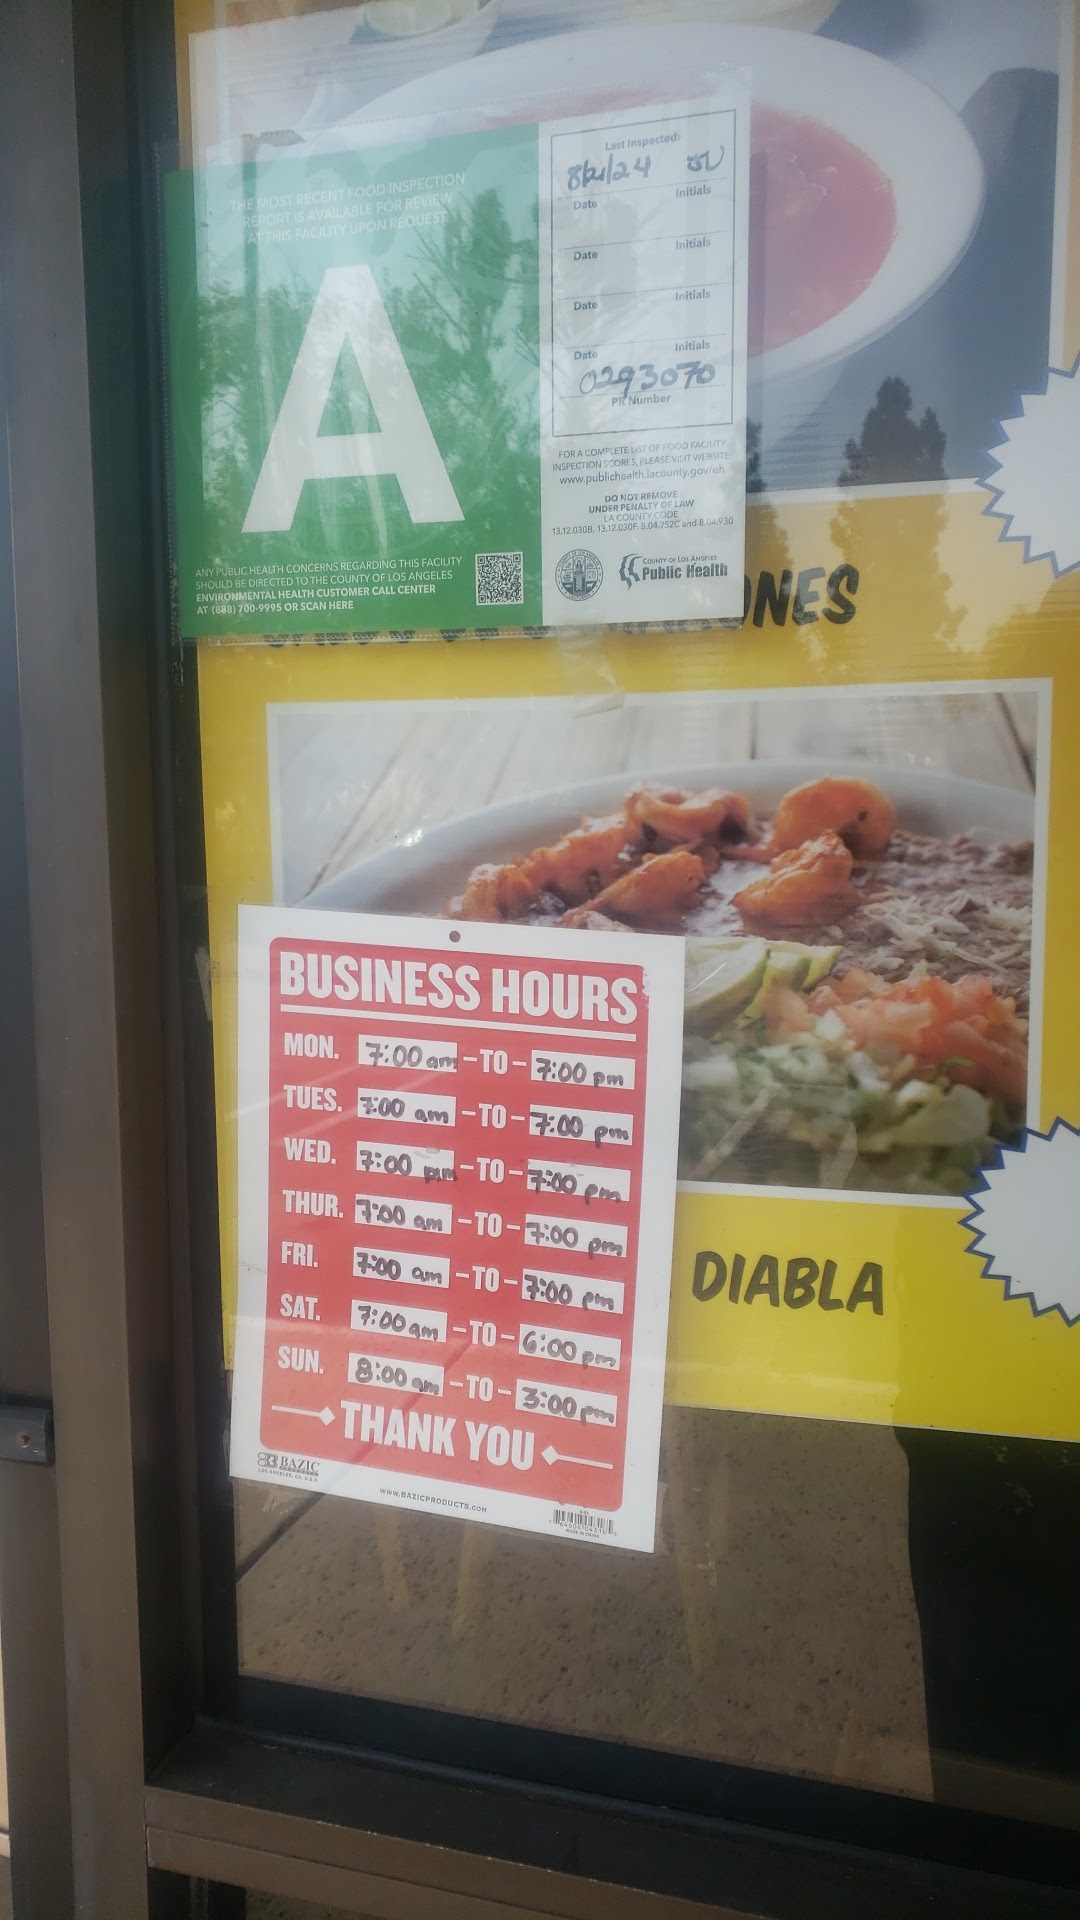 THE MOST RECENT FOOD INSPECTION
REPORT IS AVAILABLE FOR REVIEW
AT THIS FACILITY UPON REQUEST.
A
ANY PUBLIC HEALTH CONCERNS REGARDING THIS FACILITY
SHOULD BE DIRECTED TO THE COUNTY OF LOS ANGELES
ENVIRONMENTAL HEALTH CUSTOMER CALL CENTER
AT (888) 700-9995 OR SCAN HERE
Last Inspected:
Date Initials
Date Initials
Date Initials
Date Initials
0293070
PR Number
FOR A COMPLETE LIST OF FOOD FACILITY
INSPECTION SCORES, PLEASE VISIT WEBSITE:
www.publichealth.lacounty.gov/eh
DO NOT REMOVE
UNDER PENALTY OF LAW
LA COUNTY CODE
13.12.030B, 13.12.030F, 8.04.752C and 8.04.930
COUNTY OF LOS ANGELES
Public Health
DIABLA
BUSINESS HOURS
MON. 7:00 am - TO - 7:00 pm
TUES. 7:00 am - TO - 7:00 pm
WED. 7:00 - TO - 7:00 pm
THUR. 7:00 am - TO - 7:00 pm
FRI. 7:00 am - TO - 7:00 pm
SAT. 7:00 am - TO - 6:00 pm
SUN. 8:00 am - TO - 3:00 pm
THANK YOU
BAZIC
LOS ANGELES, CA, U.S.A
WWW.BAZICPRODUCTS.COM
MADE IN CHINA